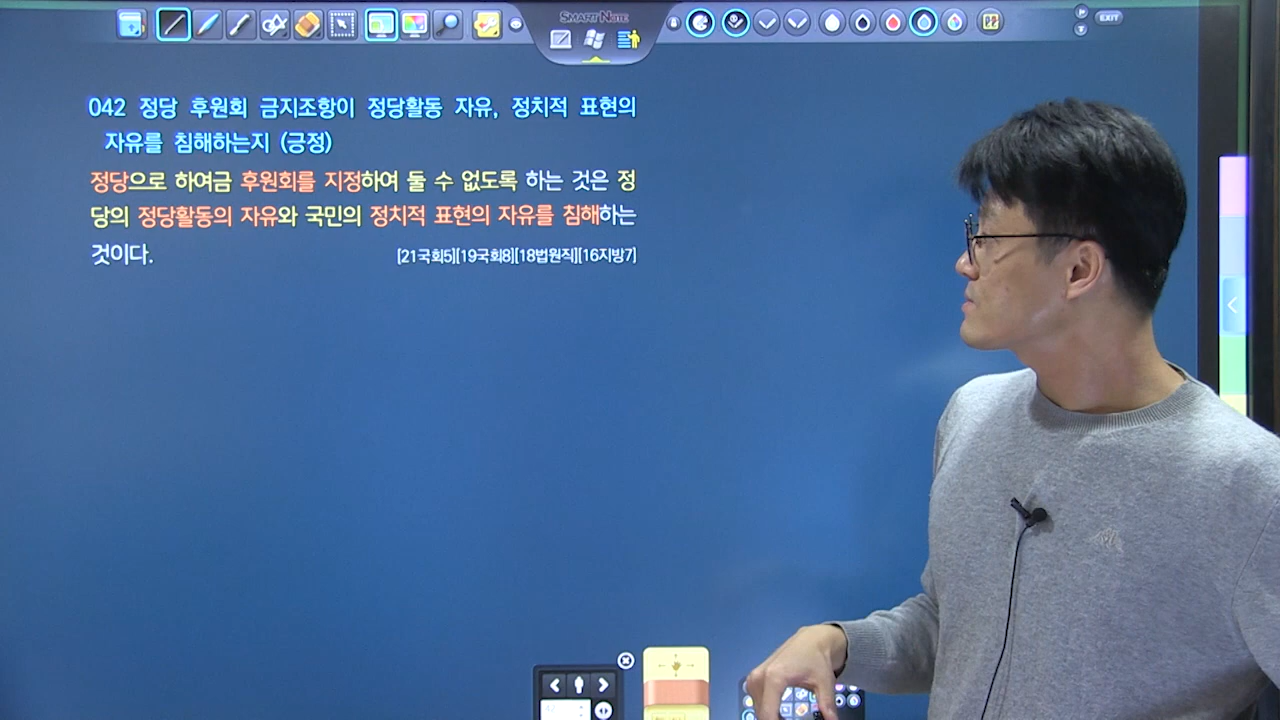 SMART NOTE
EXIT
042 정당 후원회 금지조항이 정당활동 자유, 정치적 표현의
자유를 침해하는지 (긍정)
정당으로 하여금 후원회를 지정하여 둘 수 없도록 하는 것은 정
당의 정당활동의 자유와 국민의 정치적 표현의 자유를 침해하는
것이다.
[21국회5][19국회8][18법원직][16지방7]